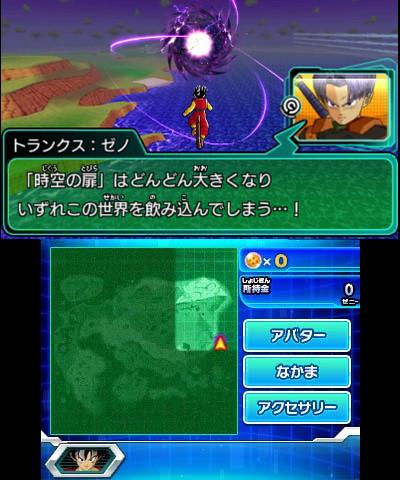 トランクス：ゼノ
「時空の扉」はどんどん大きくなり
いずれこの世界を飲み込んでしまう…！
× 0
所持金
0
ゼニー
アバター
なかま
アクセサリー